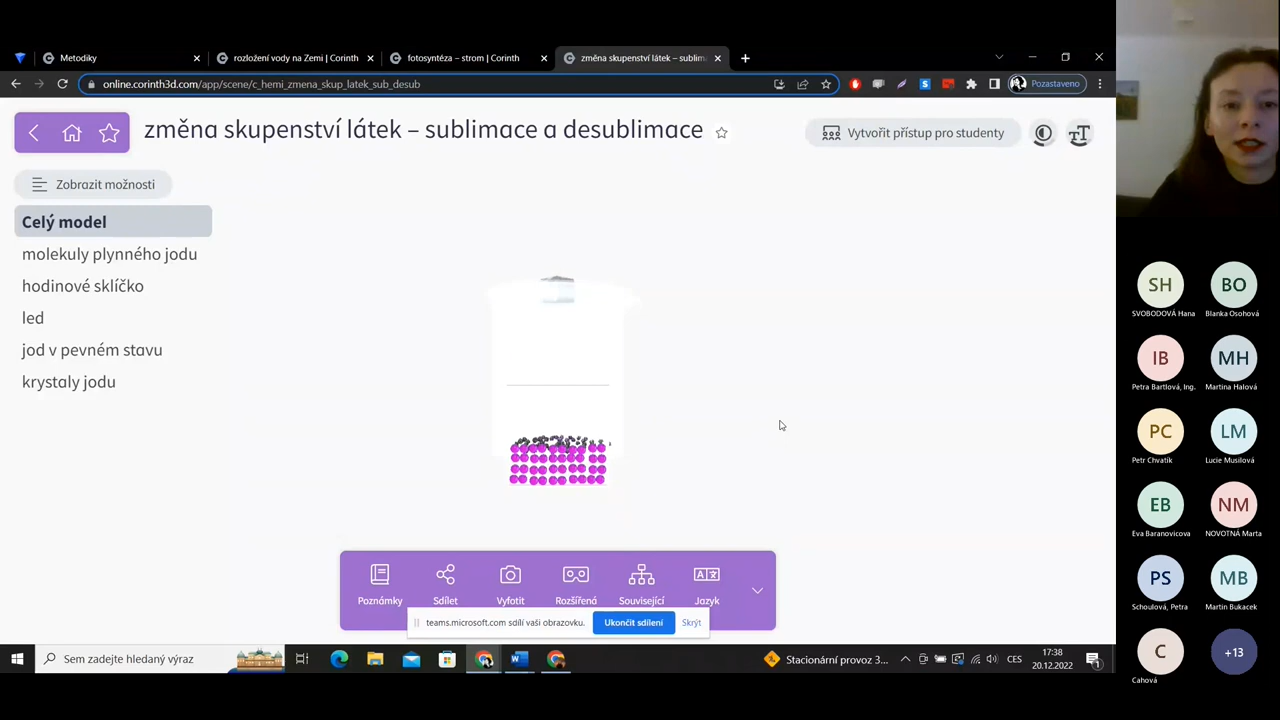 Metodiky
rozložení vody na Zemi | Corinth
fotosyntéza – strom | Corinth
změna skupenství látek – sublim
online.corinth3d.com/app/scene/c_hemi_zmena_skup_latek_sub_desub
Pozastaveno
změna skupenství látek – sublimace a desublimace
Vytvořit přístup pro studenty
Zobrazit možnosti
Celý model
molekuly plynného jodu
hodinové sklíčko
led
jod v pevném stavu
krystaly jodu
Poznámky
Sdílet
Vyfotit
Rozšířená
Související
Jazyk
teams.microsoft.com sdílí vaši obrazovku.
Ukončit sdílení
Skrýt
Sem zadejte hledaný výraz
Stacionární provoz 3...
CES
17:38
20.12.2022
1
SH
SVOBODOVÁ Hana
BO
Blanka Osohová
IB
Petra Bartlová, Ing.
MH
Martina Halová
PC
Petr Chvatík
LM
Lucie Musilová
EB
Eva Baranovicova
NM
NOVOTNÁ Marta
PS
Schoulová, Petra
MB
Martin Bukacek
C
Cahová
+13